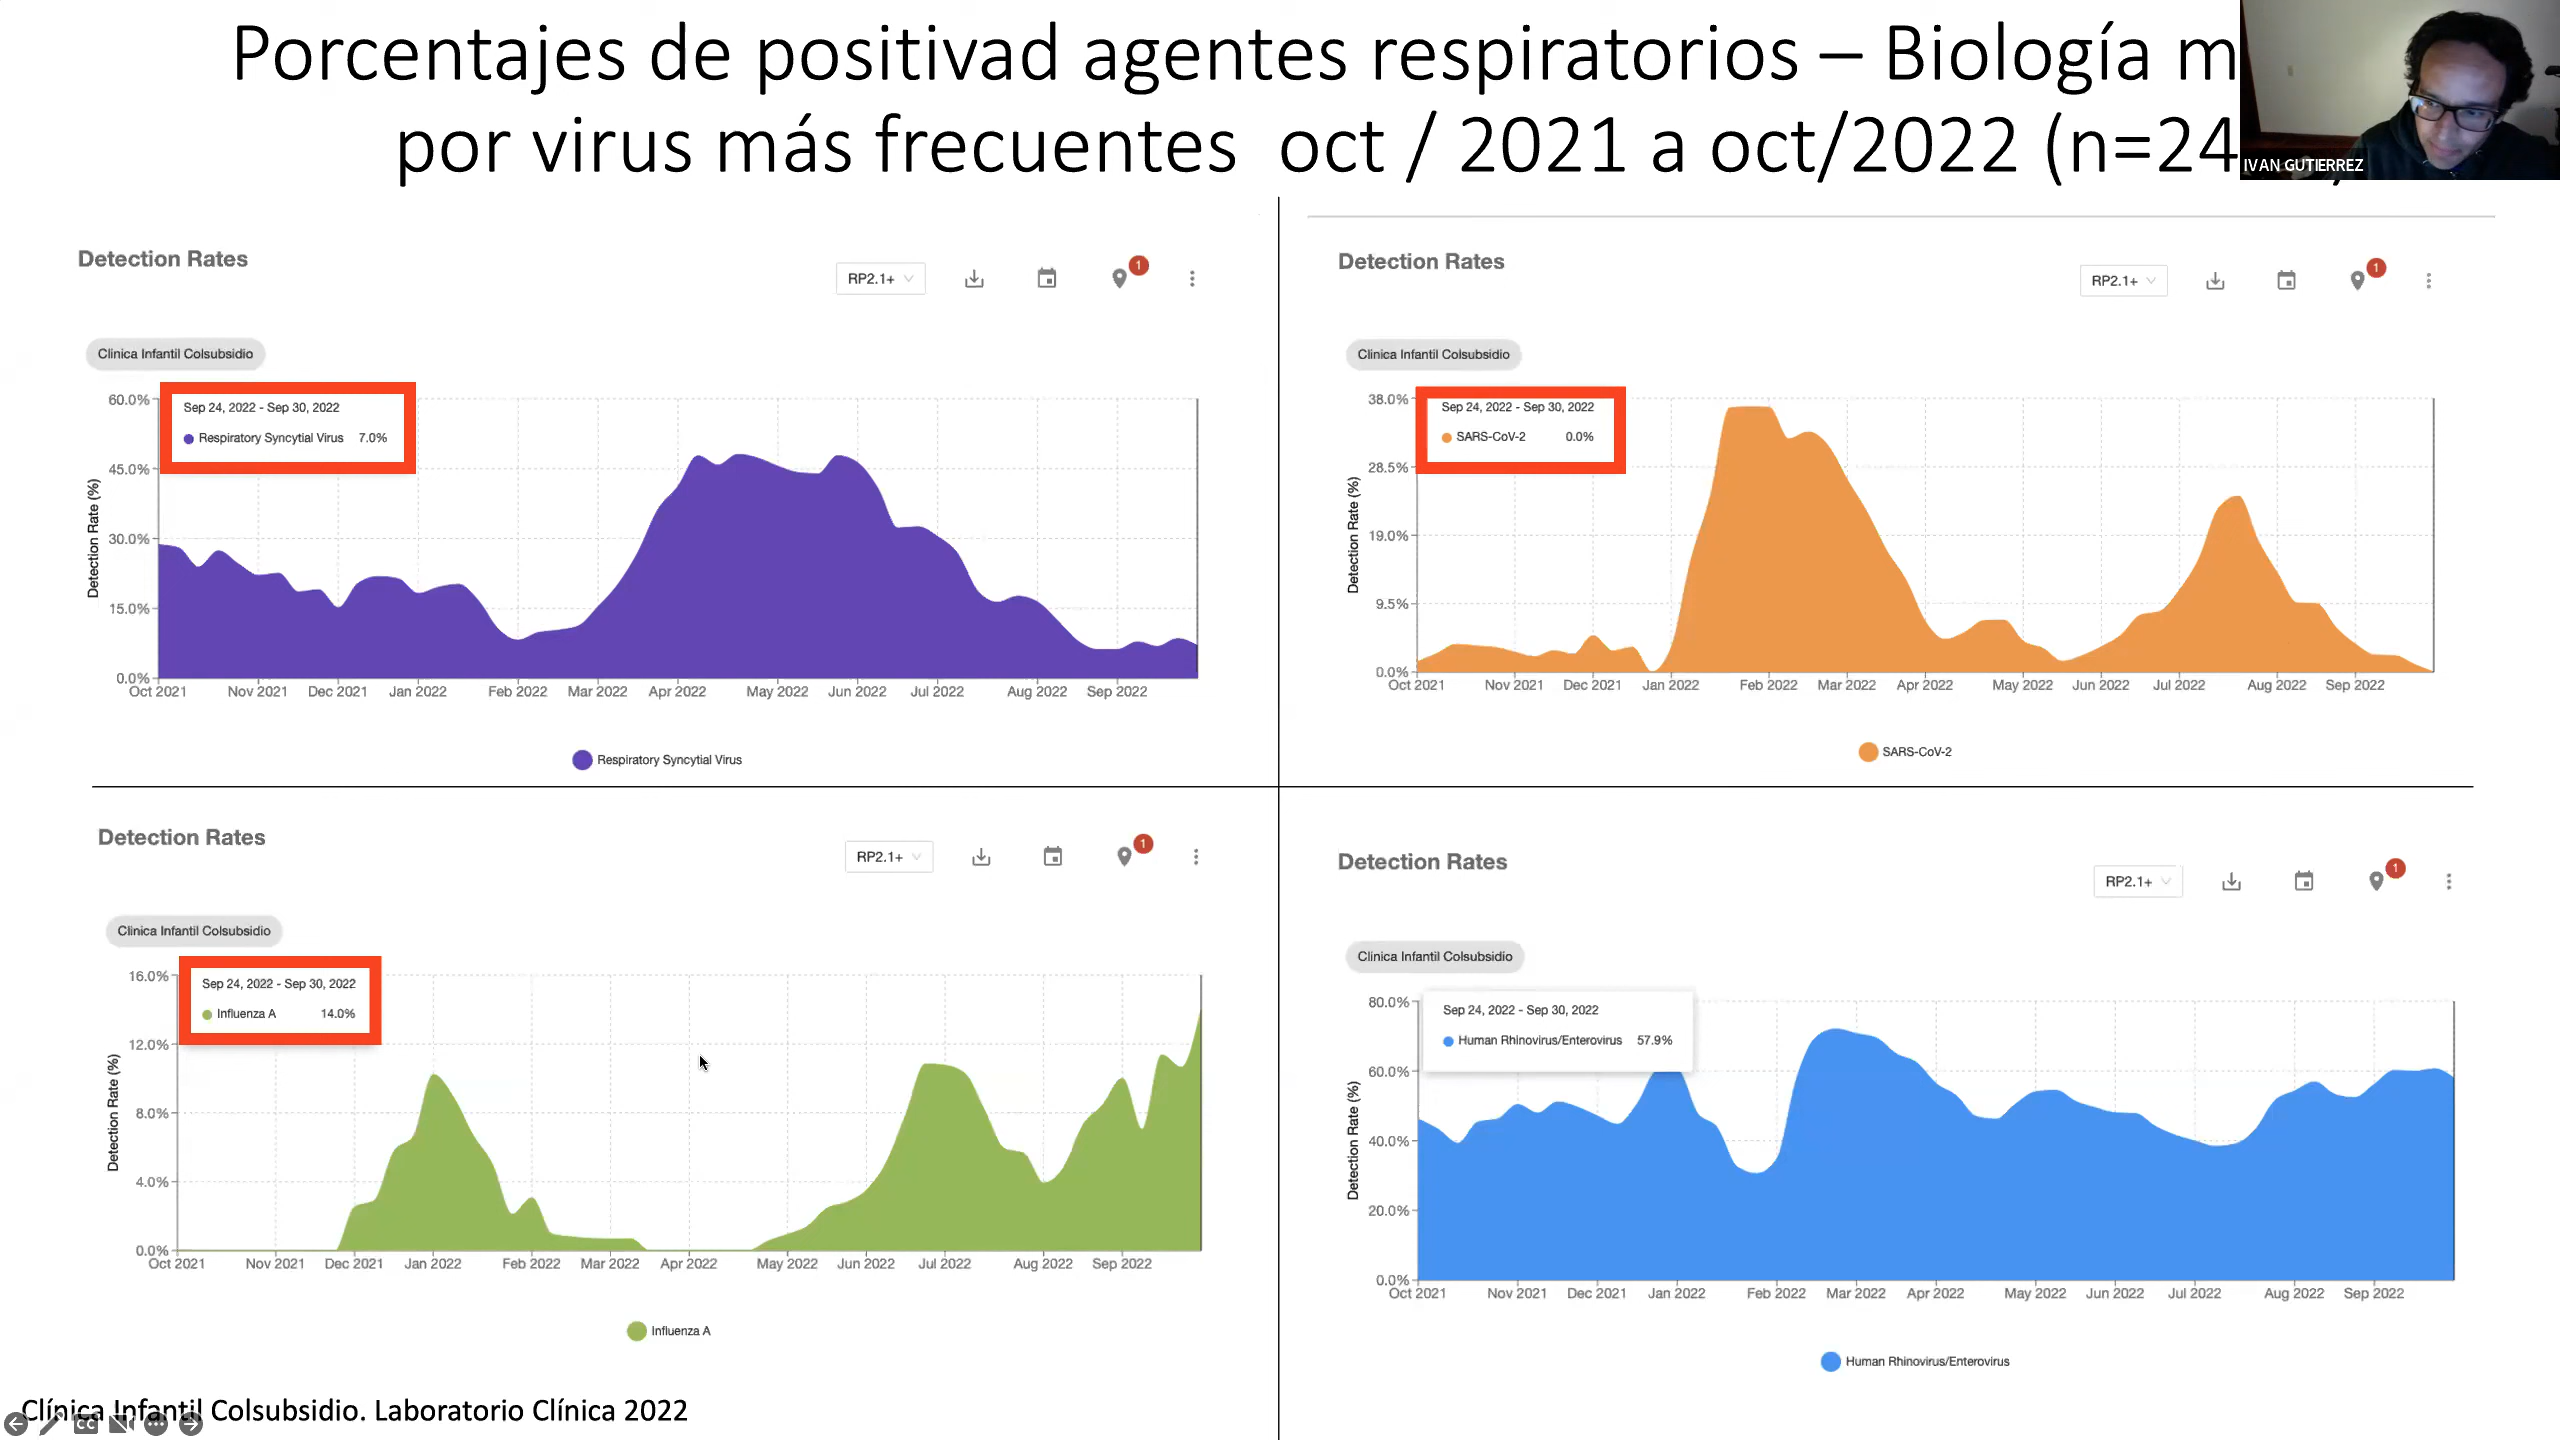 Porcentajes de positivad agentes respiratorios – Biología m
por virus más frecuentes oct / 2021 a oct/2022 (n=24
IVAN GUTIERREZ
Detection Rates
RP2.1+
1
Clinica Infantil Colsubsidio
Sep 24, 2022 - Sep 30, 2022
Respiratory Syncytial Virus 7.0%
Detection Rate (%)
60.0%
45.0%
30.0%
15.0%
0.0%
Oct 2021 Nov 2021 Dec 2021 Jan 2022 Feb 2022 Mar 2022 Apr 2022 May 2022 Jun 2022 Jul 2022 Aug 2022 Sep 2022
Respiratory Syncytial Virus
Detection Rates
RP2.1+
1
Clinica Infantil Colsubsidio
Sep 24, 2022 - Sep 30, 2022
SARS-CoV-2 0.0%
Detection Rate (%)
38.0%
28.5%
19.0%
9.5%
0.0%
Oct 2021 Nov 2021 Dec 2021 Jan 2022 Feb 2022 Mar 2022 Apr 2022 May 2022 Jun 2022 Jul 2022 Aug 2022 Sep 2022
SARS-CoV-2
Detection Rates
RP2.1+
1
Clinica Infantil Colsubsidio
Sep 24, 2022 - Sep 30, 2022
Influenza A 14.0%
Detection Rate (%)
16.0%
12.0%
8.0%
4.0%
0.0%
Oct 2021 Nov 2021 Dec 2021 Jan 2022 Feb 2022 Mar 2022 Apr 2022 May 2022 Jun 2022 Jul 2022 Aug 2022 Sep 2022
Influenza A
Detection Rates
RP2.1+
1
Clinica Infantil Colsubsidio
Sep 24, 2022 - Sep 30, 2022
Human Rhinovirus/Enterovirus 57.9%
Detection Rate (%)
80.0%
60.0%
40.0%
20.0%
0.0%
Oct 2021 Nov 2021 Dec 2021 Jan 2022 Feb 2022 Mar 2022 Apr 2022 May 2022 Jun 2022 Jul 2022 Aug 2022 Sep 2022
Human Rhinovirus/Enterovirus
Clínica Infantil Colsubsidio. Laboratorio Clínica 2022
CC